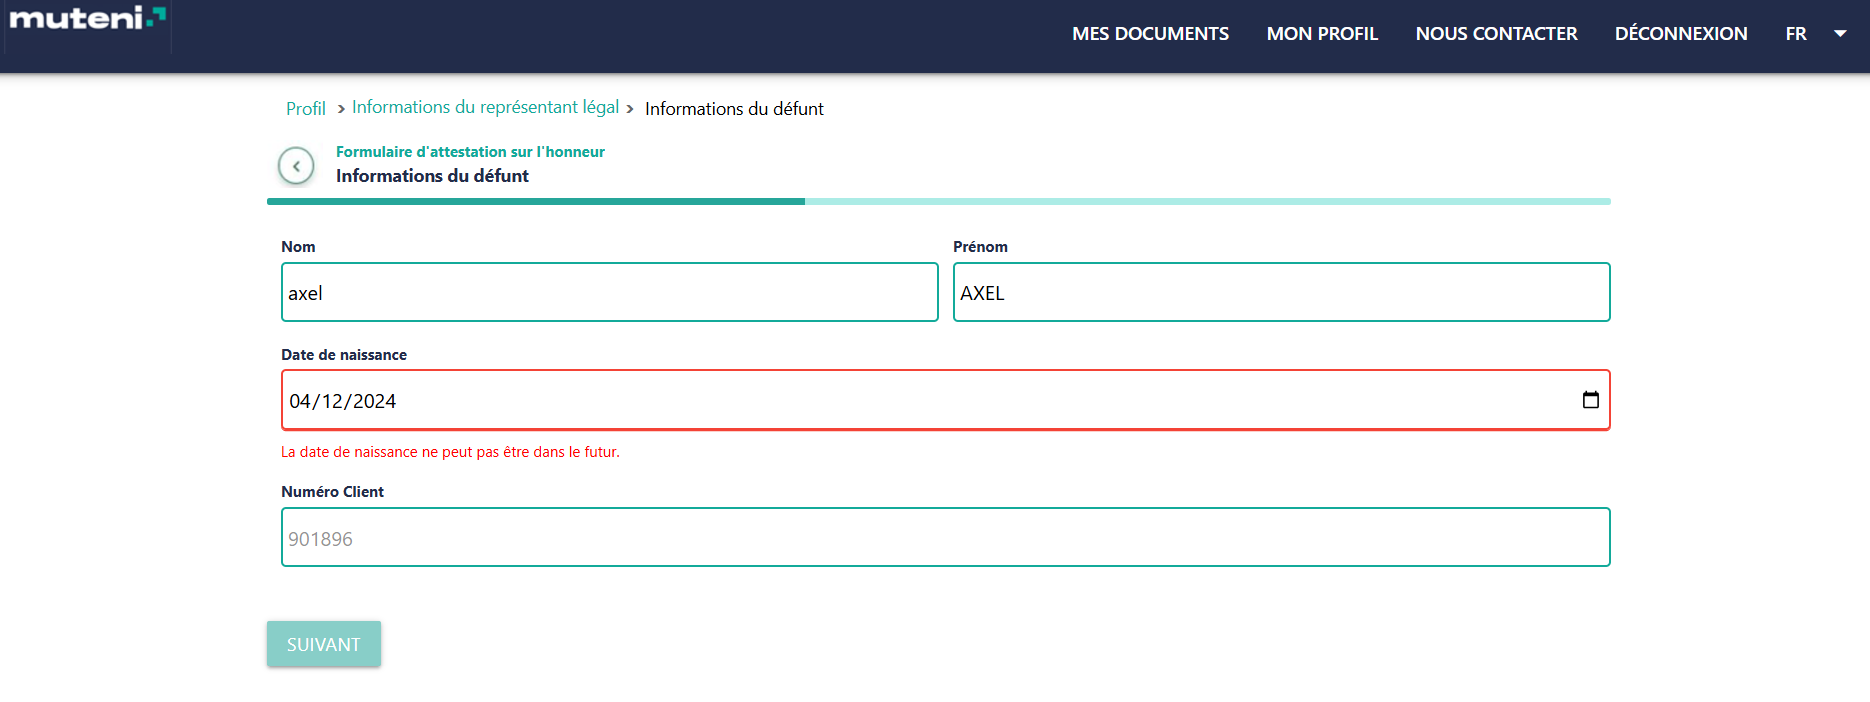 muteni
MES DOCUMENTS MON PROFIL NOUS CONTACTER DÉCONNEXION FR
Profil > Informations du représentant légal > Informations du défunt
Formulaire d'attestation sur l'honneur
Informations du défunt
Nom
axel
Prénom
AXEL
Date de naissance
04/12/2024
La date de naissance ne peut pas être dans le futur.
Numéro Client
901896
SUIVANT